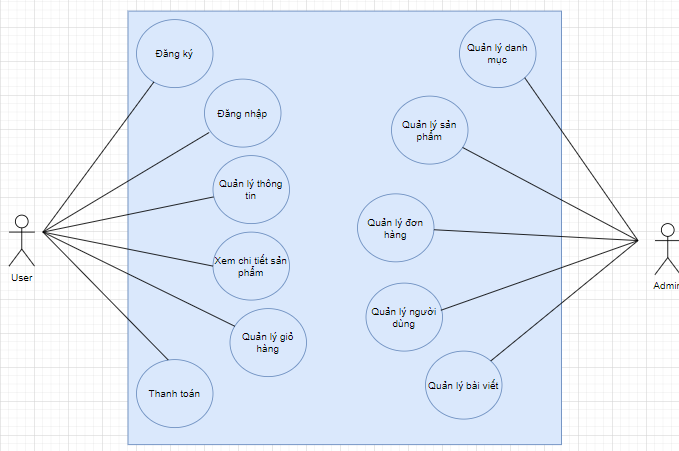 Đăng ký
Đăng nhập
Quản lý thông
tin
Xem chi tiết sản
phẩm
Quản lý giỏ
hàng
Thanh toán
User
Quản lý danh
mục
Quản lý sản
phẩm
Quản lý đơn
hàng
Quản lý người
dùng
Quản lý bài viết
Admin